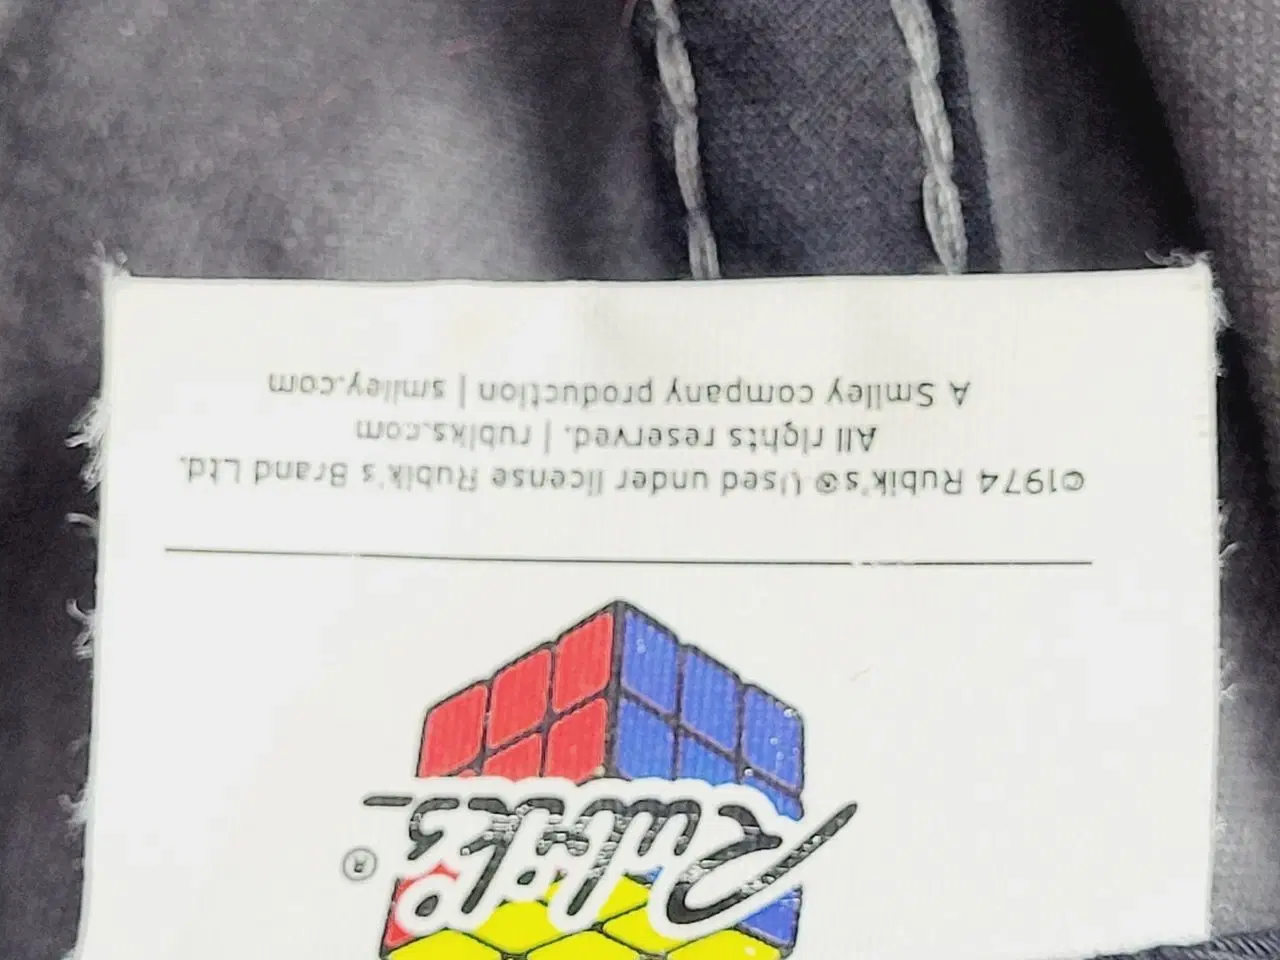 Rubik's
®
©1974 Rubik's® Used under license Rubik's Brand Ltd.
All rights reserved. | rubiks.com
A Smiley company production | smiley.com